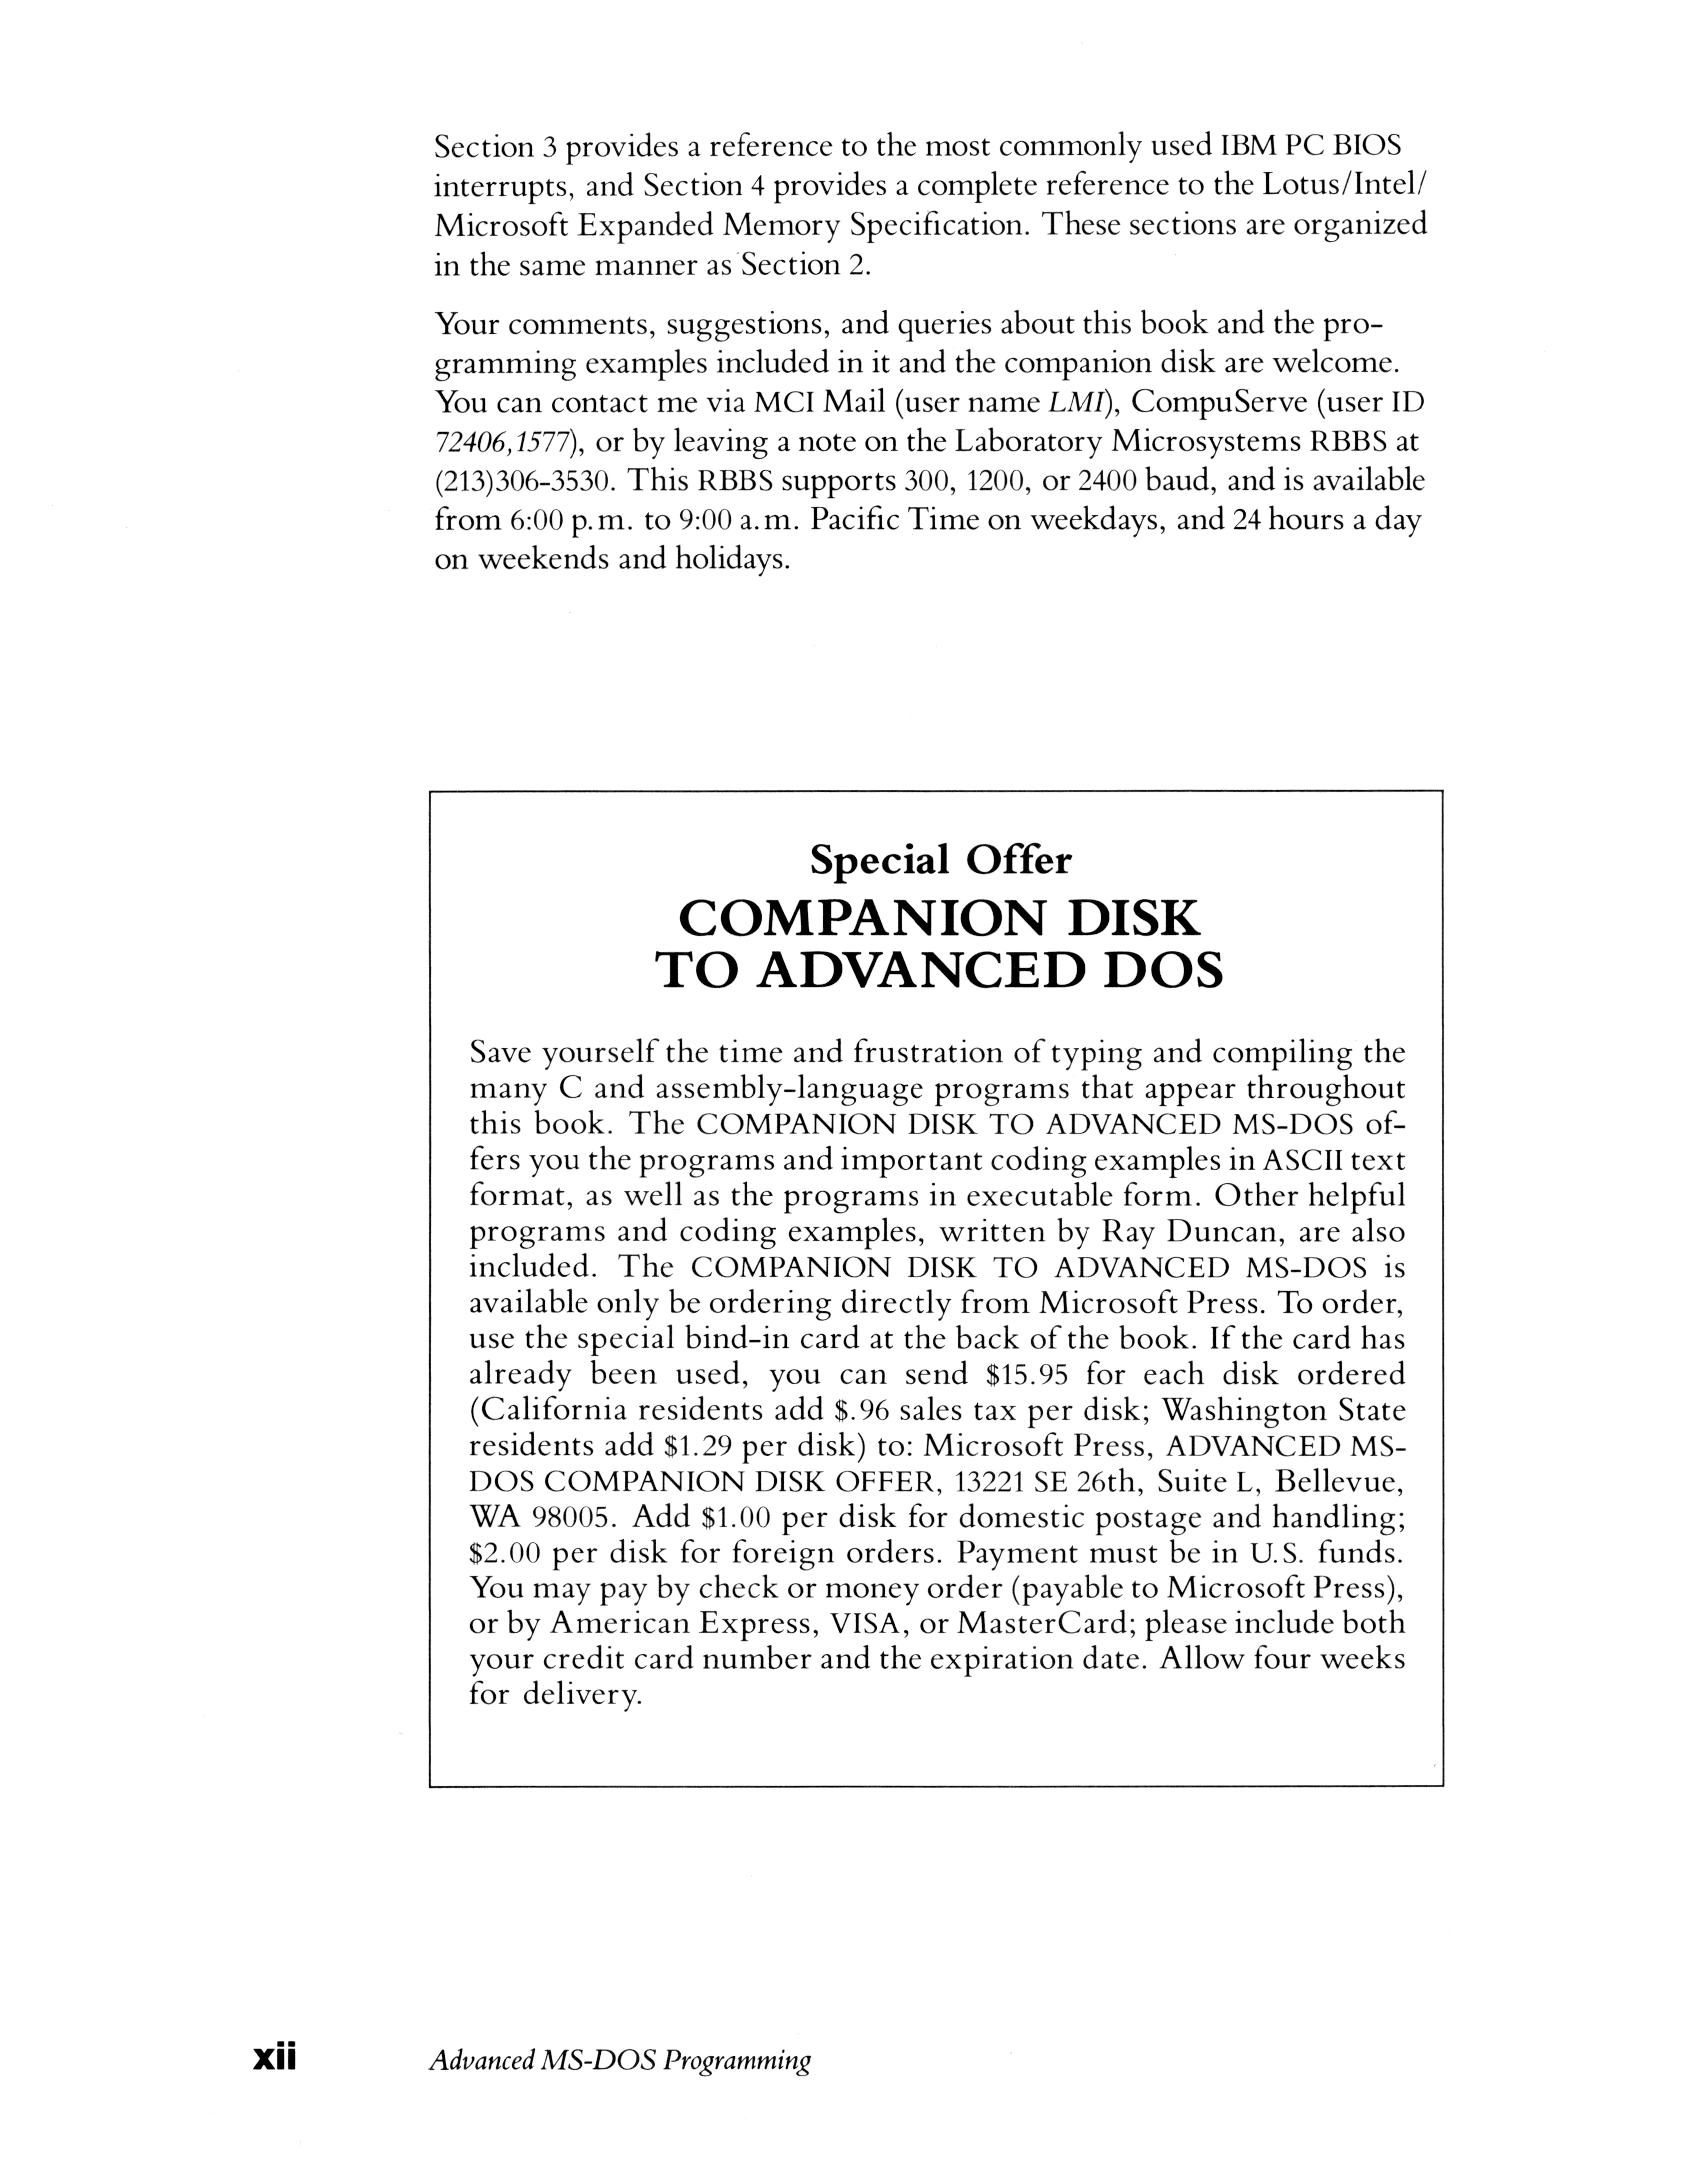 Section 3 provides a reference to the most commonly used IBM PC BIOS
interrupts, and Section 4 provides a complete reference to the Lotus/Intel/
Microsoft Expanded Memory Specification. These sections are organized
in the same manner as Section 2.
Your comments, suggestions, and queries about this book and the pro-
gramming examples included in it and the companion disk are welcome.
You can contact me via MCI Mail (user name LMI), CompuServe (user ID
72406,1577), or by leaving a note on the Laboratory Microsystems RBBS at
(213)306-3530. This RBBS supports 300, 1200, or 2400 baud, and is available
from 6:00 p.m. to 9:00 a.m. Pacific Time on weekdays, and 24 hours a day
on weekends and holidays.
Special Offer
COMPANION DISK
TO ADVANCED DOS
Save yourself the time and frustration of typing and compiling the
many C and assembly-language programs that appear throughout
this book. The COMPANION DISK TO ADVANCED MS-DOS of-
fers you the programs and important coding examples in ASCII text
format, as well as the programs in executable form. Other helpful
programs and coding examples, written by Ray Duncan, are also
included. The COMPANION DISK TO ADVANCED MS-DOS is
available only be ordering directly from Microsoft Press. To order,
use the special bind-in card at the back of the book. If the card has
already been used, you can send $15.95 for each disk ordered
(California residents add $.96 sales tax per disk; Washington State
residents add $1.29 per disk) to: Microsoft Press, ADVANCED MS-
DOS COMPANION DISK OFFER, 13221 SE 26th, Suite L, Bellevue,
WA 98005. Add $1.00 per disk for domestic postage and handling;
$2.00 per disk for foreign orders. Payment must be in U.S. funds.
You may pay by check or money order (payable to Microsoft Press),
or by American Express, VISA, or MasterCard; please include both
your credit card number and the expiration date. Allow four weeks
for delivery.
xii Advanced MS-DOS Programming